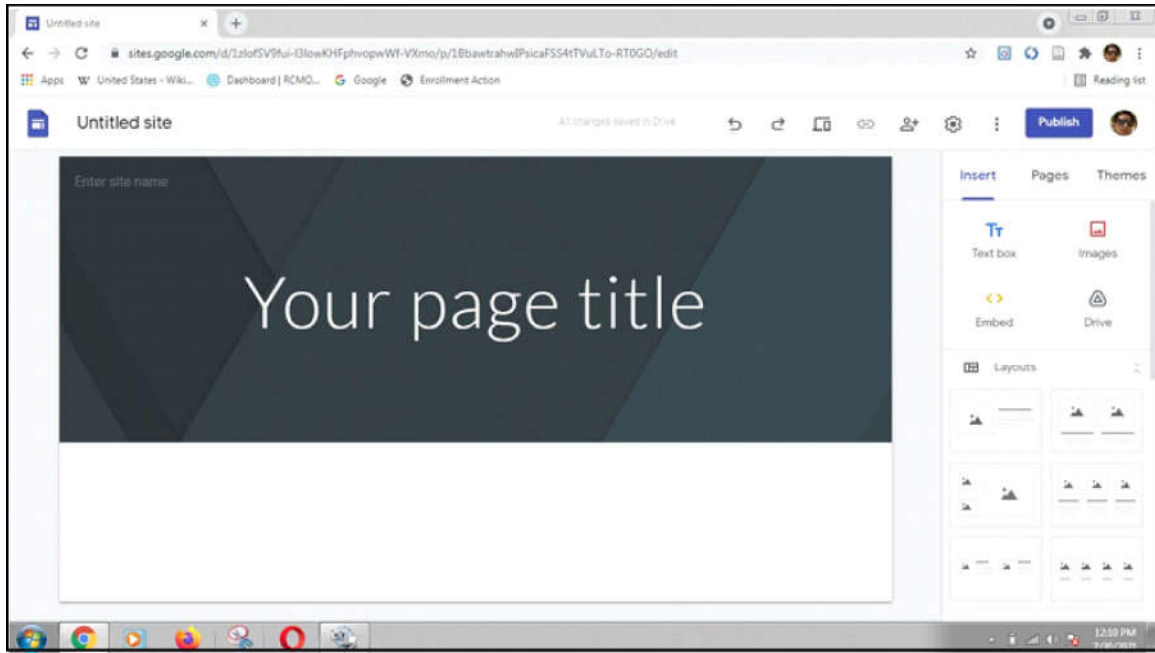 Untitled site
sites.google.com/d/1zlofSV9fui-I3lowKHFphvopwWf-VXmo/p/1BbawtrahwIPsicaFSS4tTVuLTo-RT0GO/edit
Apps United States - Wiki... Dashboard | RCMO... Google Enrollment Action Reading list
Untitled site All changes saved in Drive Publish
Enter site name
Your page title
Insert Pages Themes
Text box Images
Embed Drive
Layouts
12:10 PM